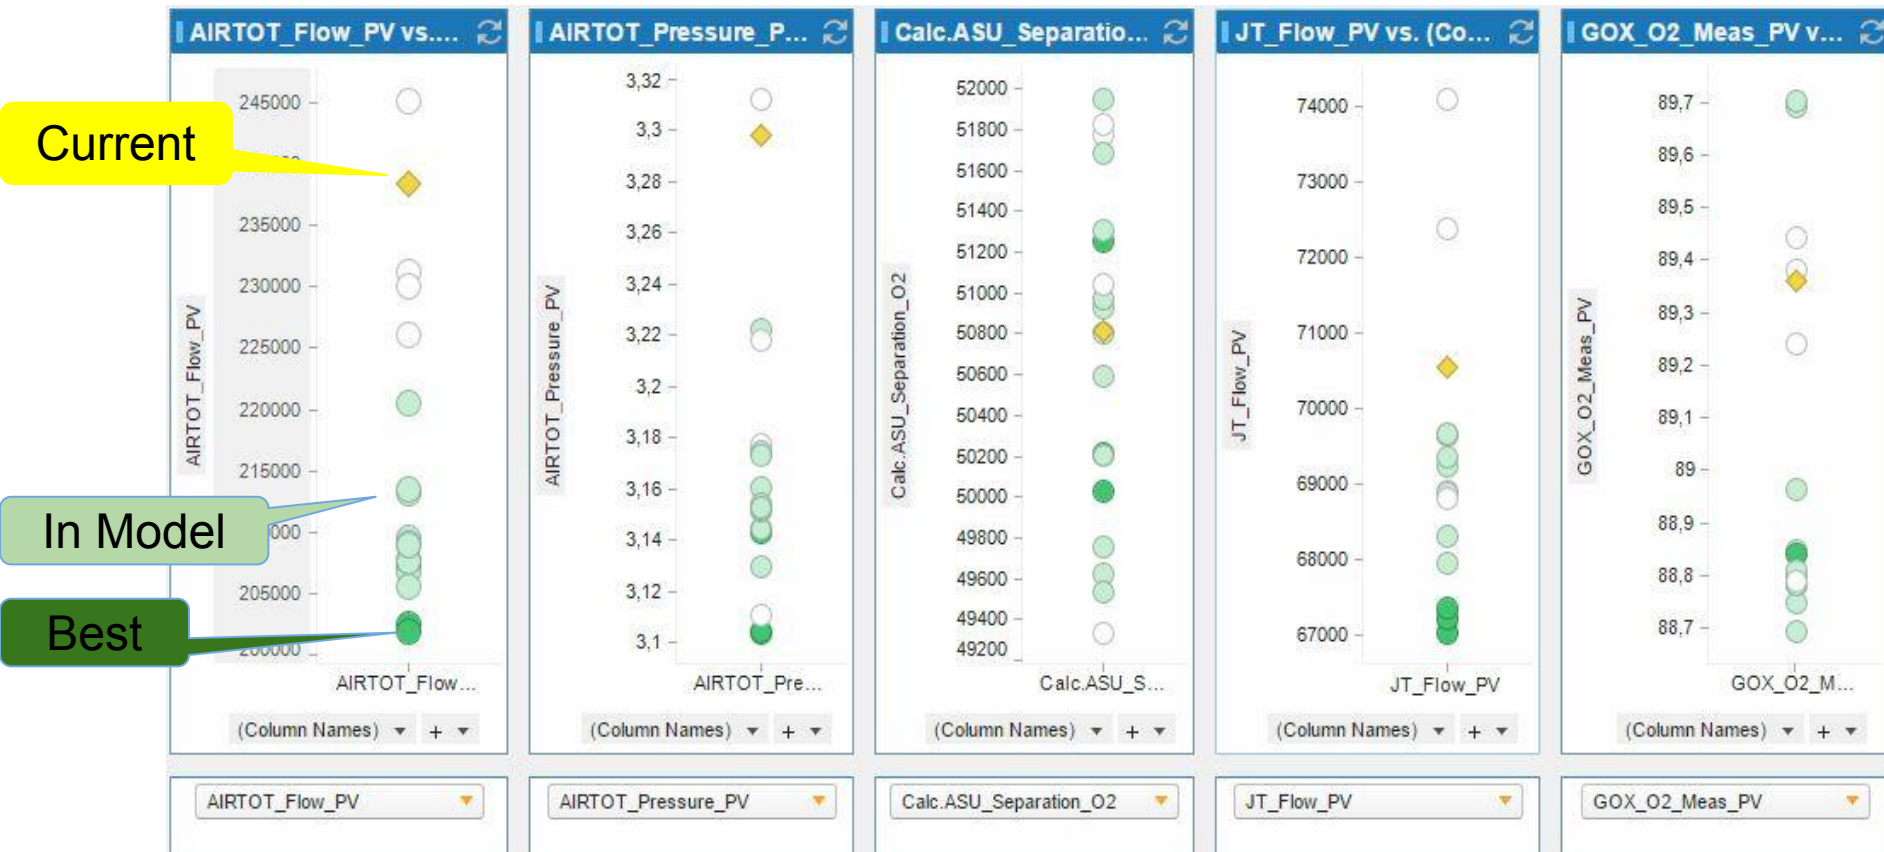 AIRTOT_Flow_PV vs....
AIRTOT_Pressure_P...
Calc.ASU_Separatio...
JT_Flow_PV vs. (Co...
GOX_O2_Meas_PV v...
Current
In Model
Best
AIRTOT_Flow_PV
245000
235000
230000
225000
220000
215000
205000
200000
AIRTOT_Flow...
(Column Names)
+
AIRTOT_Flow_PV
AIRTOT_Pressure_PV
3,32
3,3
3,28
3,26
3,24
3,22
3,2
3,18
3,16
3,14
3,12
3,1
AIRTOT_Pre...
(Column Names)
+
AIRTOT_Pressure_PV
Calc.ASU_Separation_O2
52000
51800
51600
51400
51200
51000
50800
50600
50400
50200
50000
49800
49600
49400
49200
Calc.ASU_S...
(Column Names)
+
Calc.ASU_Separation_O2
JT_Flow_PV
74000
73000
72000
71000
70000
69000
68000
67000
JT_Flow_PV
(Column Names)
+
JT_Flow_PV
GOX_O2_Meas_PV
89,7
89,6
89,5
89,4
89,3
89,2
89,1
89
88,9
88,8
88,7
GOX_O2_M...
(Column Names)
+
GOX_O2_Meas_PV